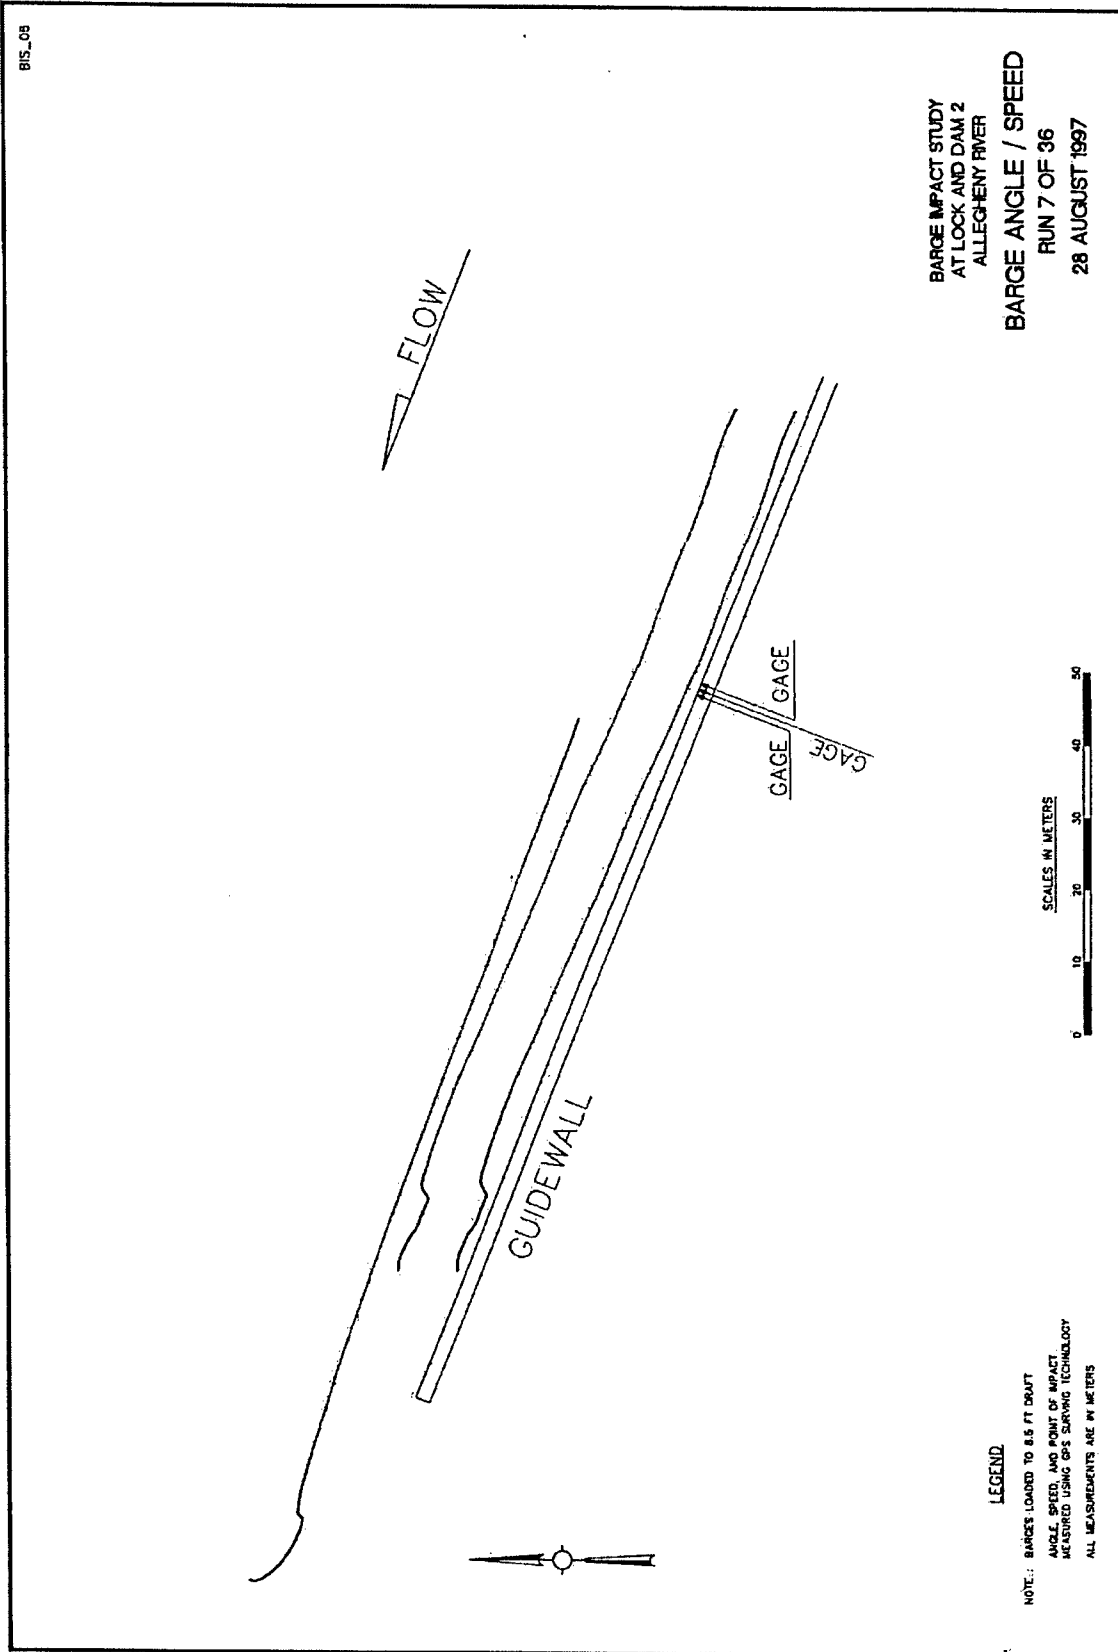 BIS_08
FLOW
GAGE
GAGE
GAGE
GUIDEWALL
BARGE IMPACT STUDY
AT LOCK AND DAM 2
ALLEGHENY RIVER
BARGE ANGLE / SPEED
RUN 7 OF 36
28 AUGUST 1997
SCALES IN METERS
0 10 20 30 40 50
LEGEND
NOTE: BARGES LOADED TO 8.5 FT DRAFT
ANGLE, SPEED, AND POINT OF IMPACT
MEASURED USING GPS SURVING TECHNOLOGY
ALL MEASUREMENTS ARE IN METERS